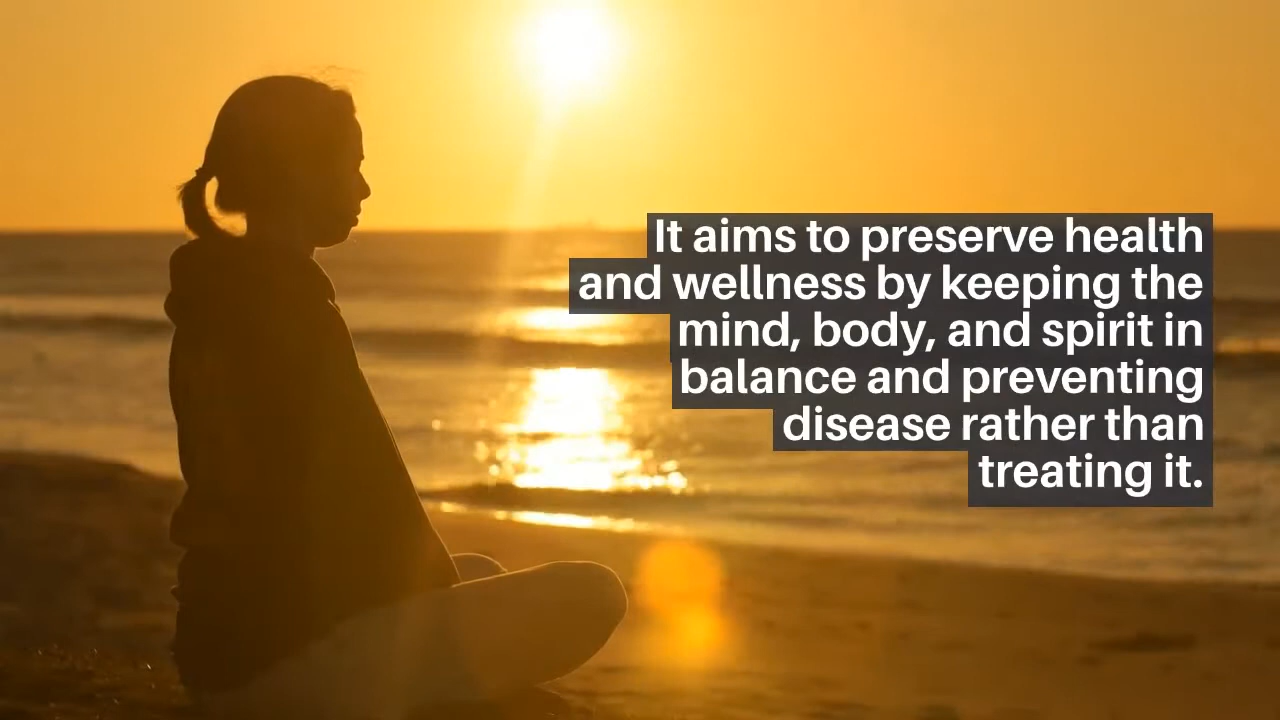 It aims to preserve health
and wellness by keeping the
mind, body, and spirit in
balance and preventing
disease rather than
treating it.